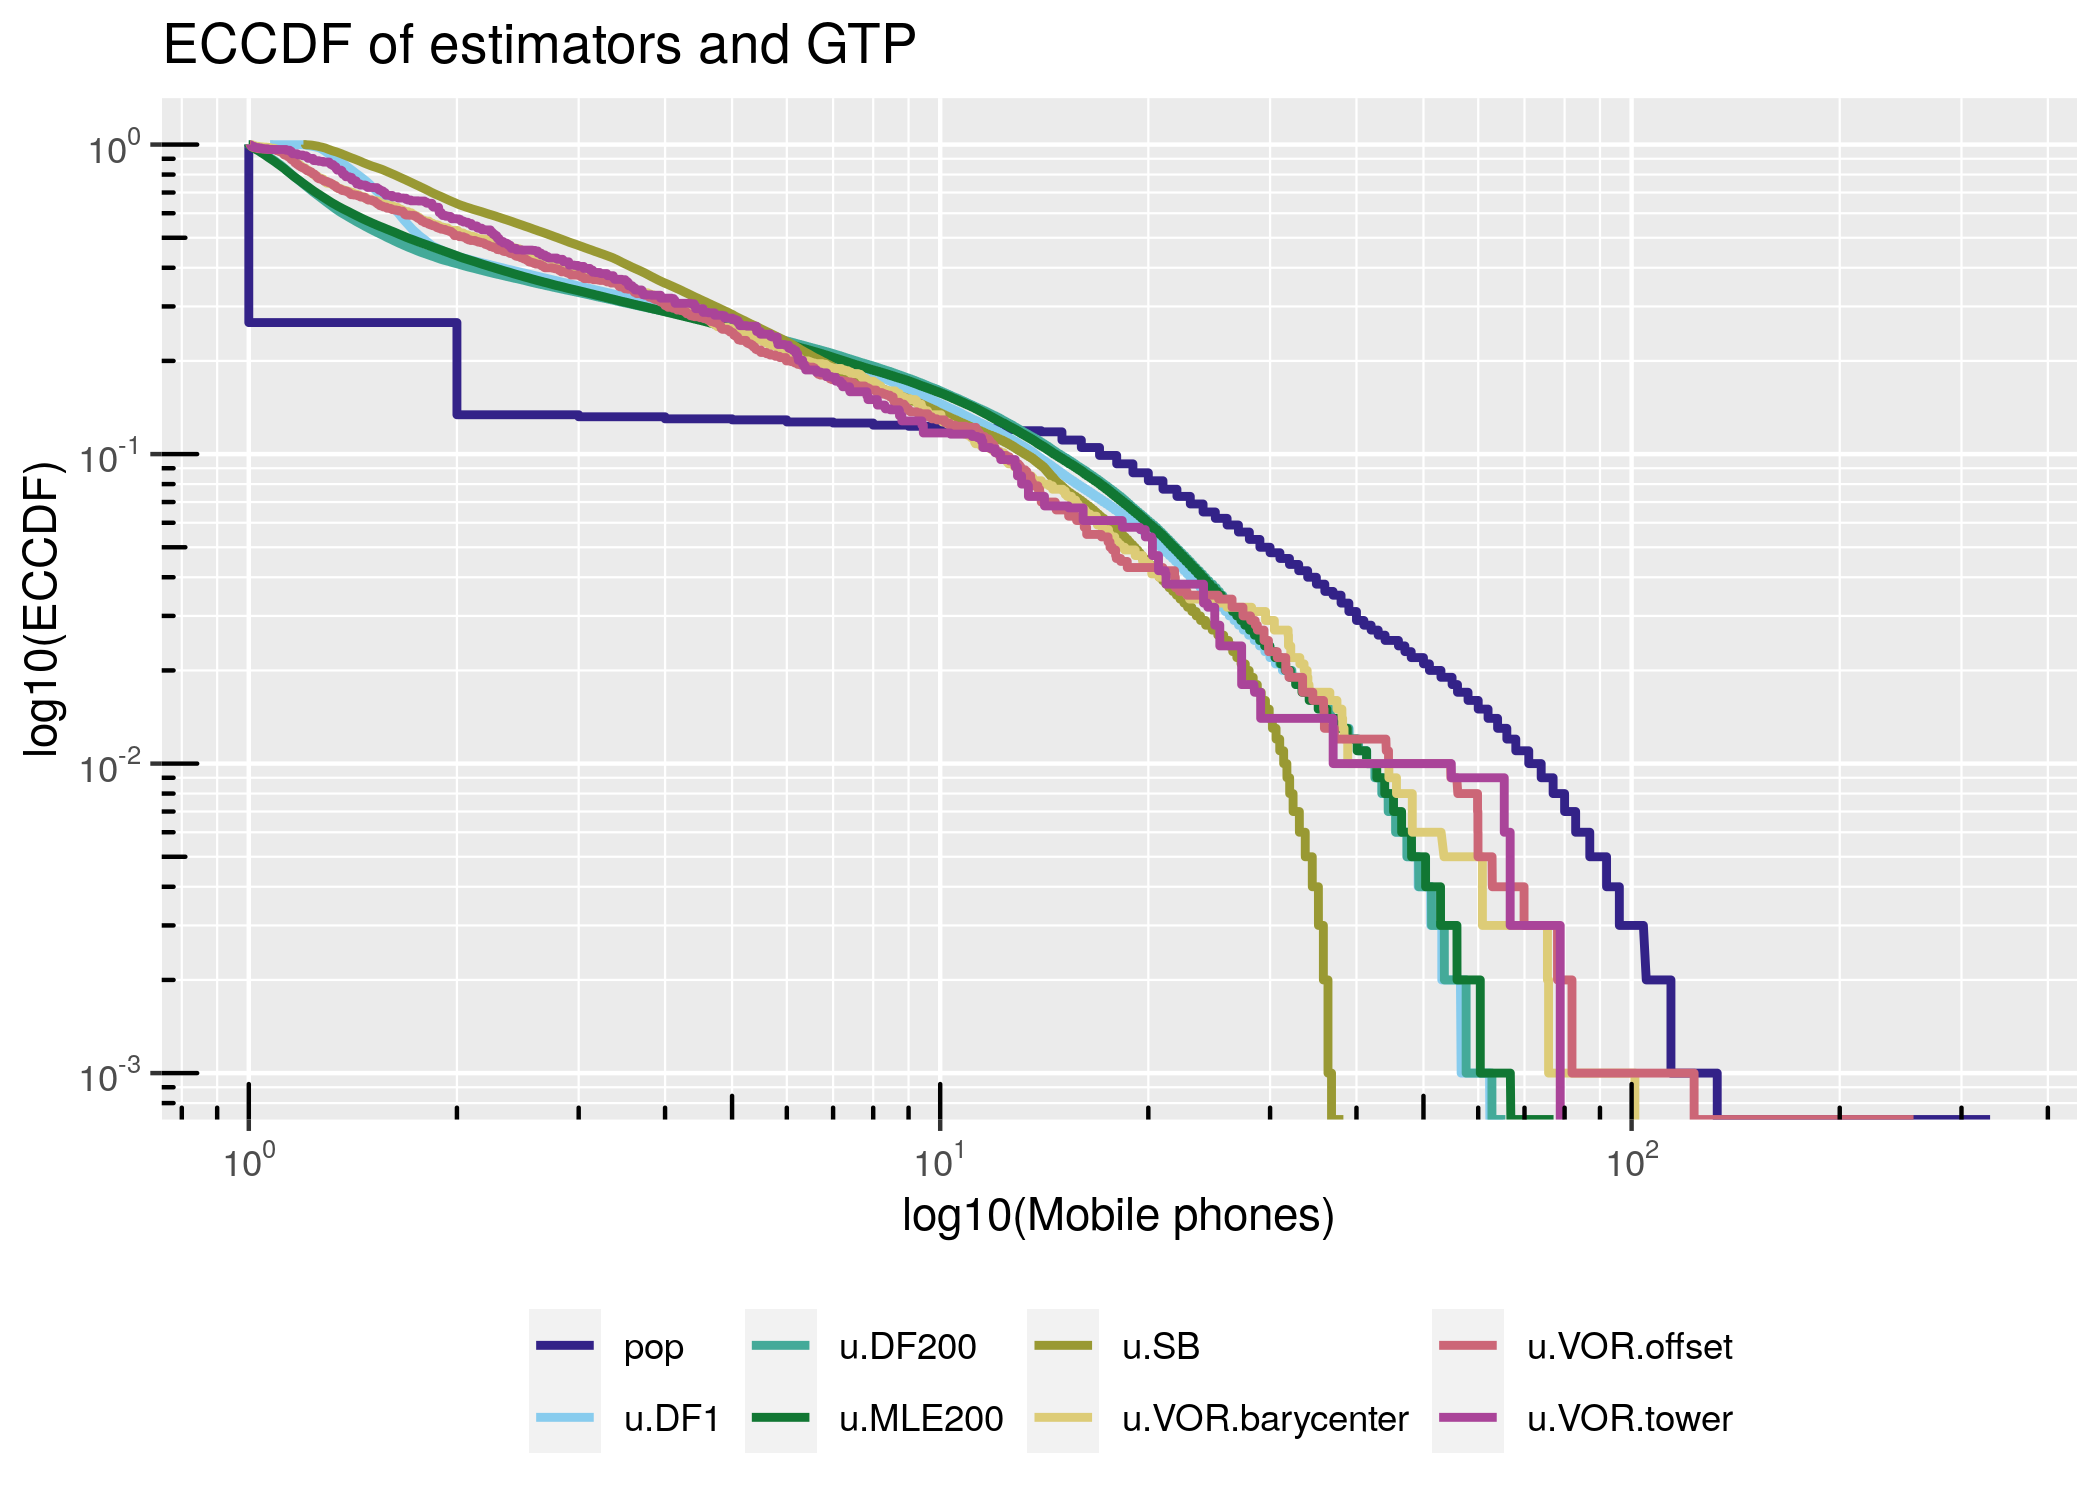 ECCDF of estimators and GTP
10^0
10^-1
10^-2
10^-3
log10(ECCDF)
10^0 10^1 10^2
log10(Mobile phones)
pop u.DF200 u.SB u.VOR.offset
u.DF1 u.MLE200 u.VOR.barycenter u.VOR.tower